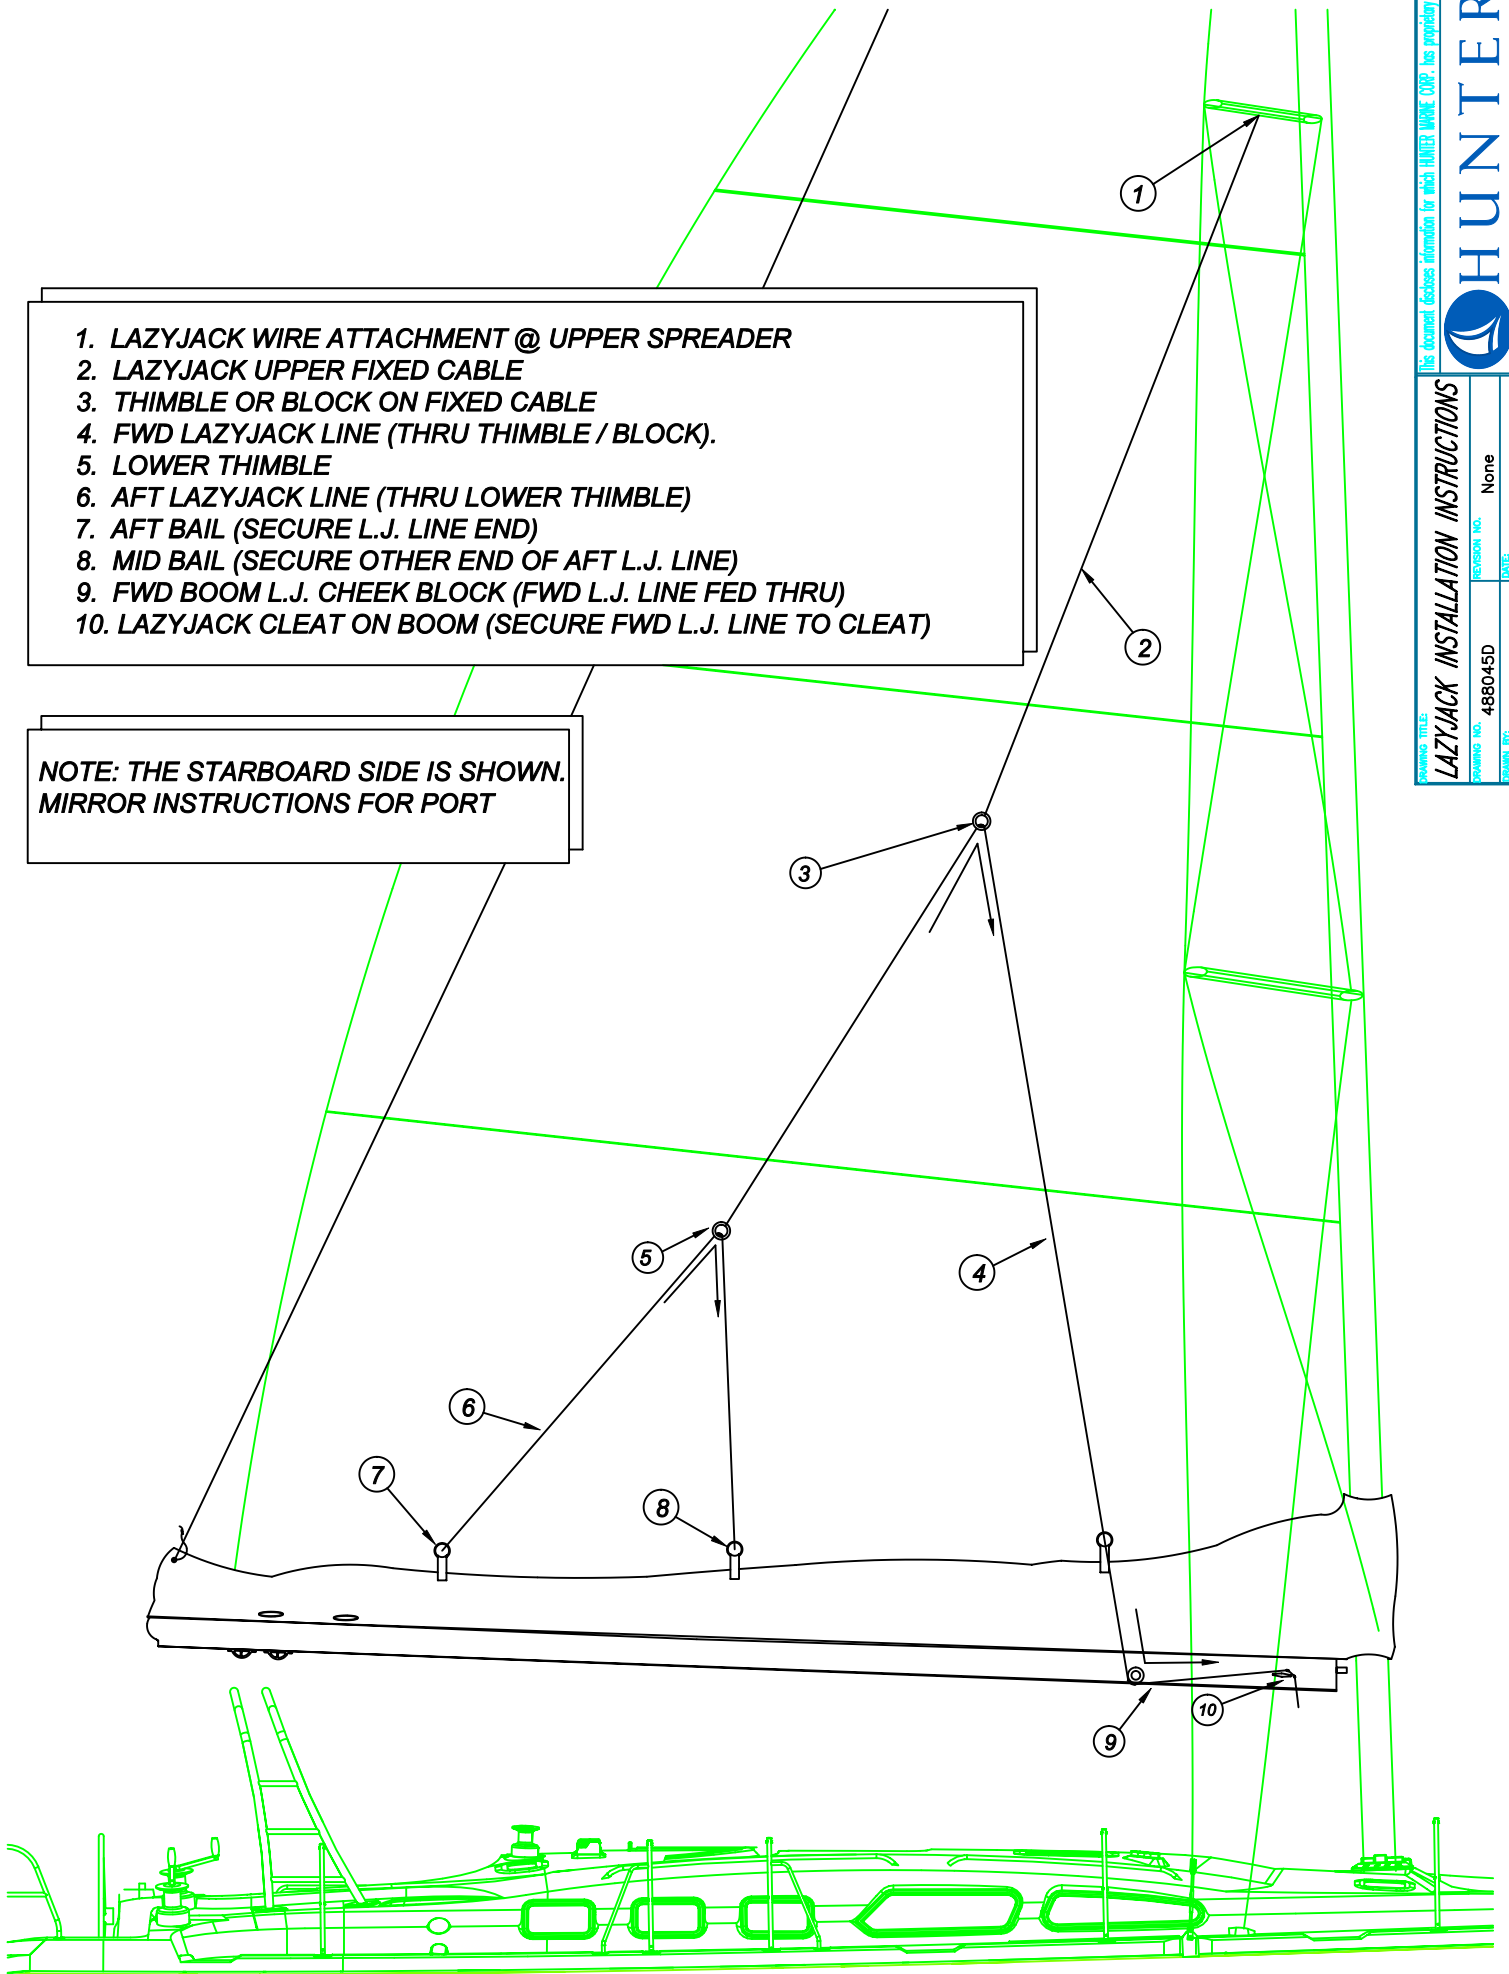 1. LAZYJACK WIRE ATTACHMENT @ UPPER SPREADER
2. LAZYJACK UPPER FIXED CABLE
3. THIMBLE OR BLOCK ON FIXED CABLE
4. FWD LAZYJACK LINE (THRU THIMBLE / BLOCK).
5. LOWER THIMBLE
6. AFT LAZYJACK LINE (THRU LOWER THIMBLE)
7. AFT BAIL (SECURE L.J. LINE END)
8. MID BAIL (SECURE OTHER END OF AFT L.J. LINE)
9. FWD BOOM L.J. CHEEK BLOCK (FWD L.J. LINE FED THRU)
10. LAZYJACK CLEAT ON BOOM (SECURE FWD L.J. LINE TO CLEAT)
NOTE: THE STARBOARD SIDE IS SHOWN.
MIRROR INSTRUCTIONS FOR PORT
1
2
3
4
5
6
7
8
9
10
This document discloses information for which HUNTER MARINE CORP. has proprietary
HUNTER
DRAWING TITLE:
LAZYJACK INSTALLATION INSTRUCTIONS
DRAWING NO.
488045D
REVISION NO.
None
DRAWN BY:
DATE: